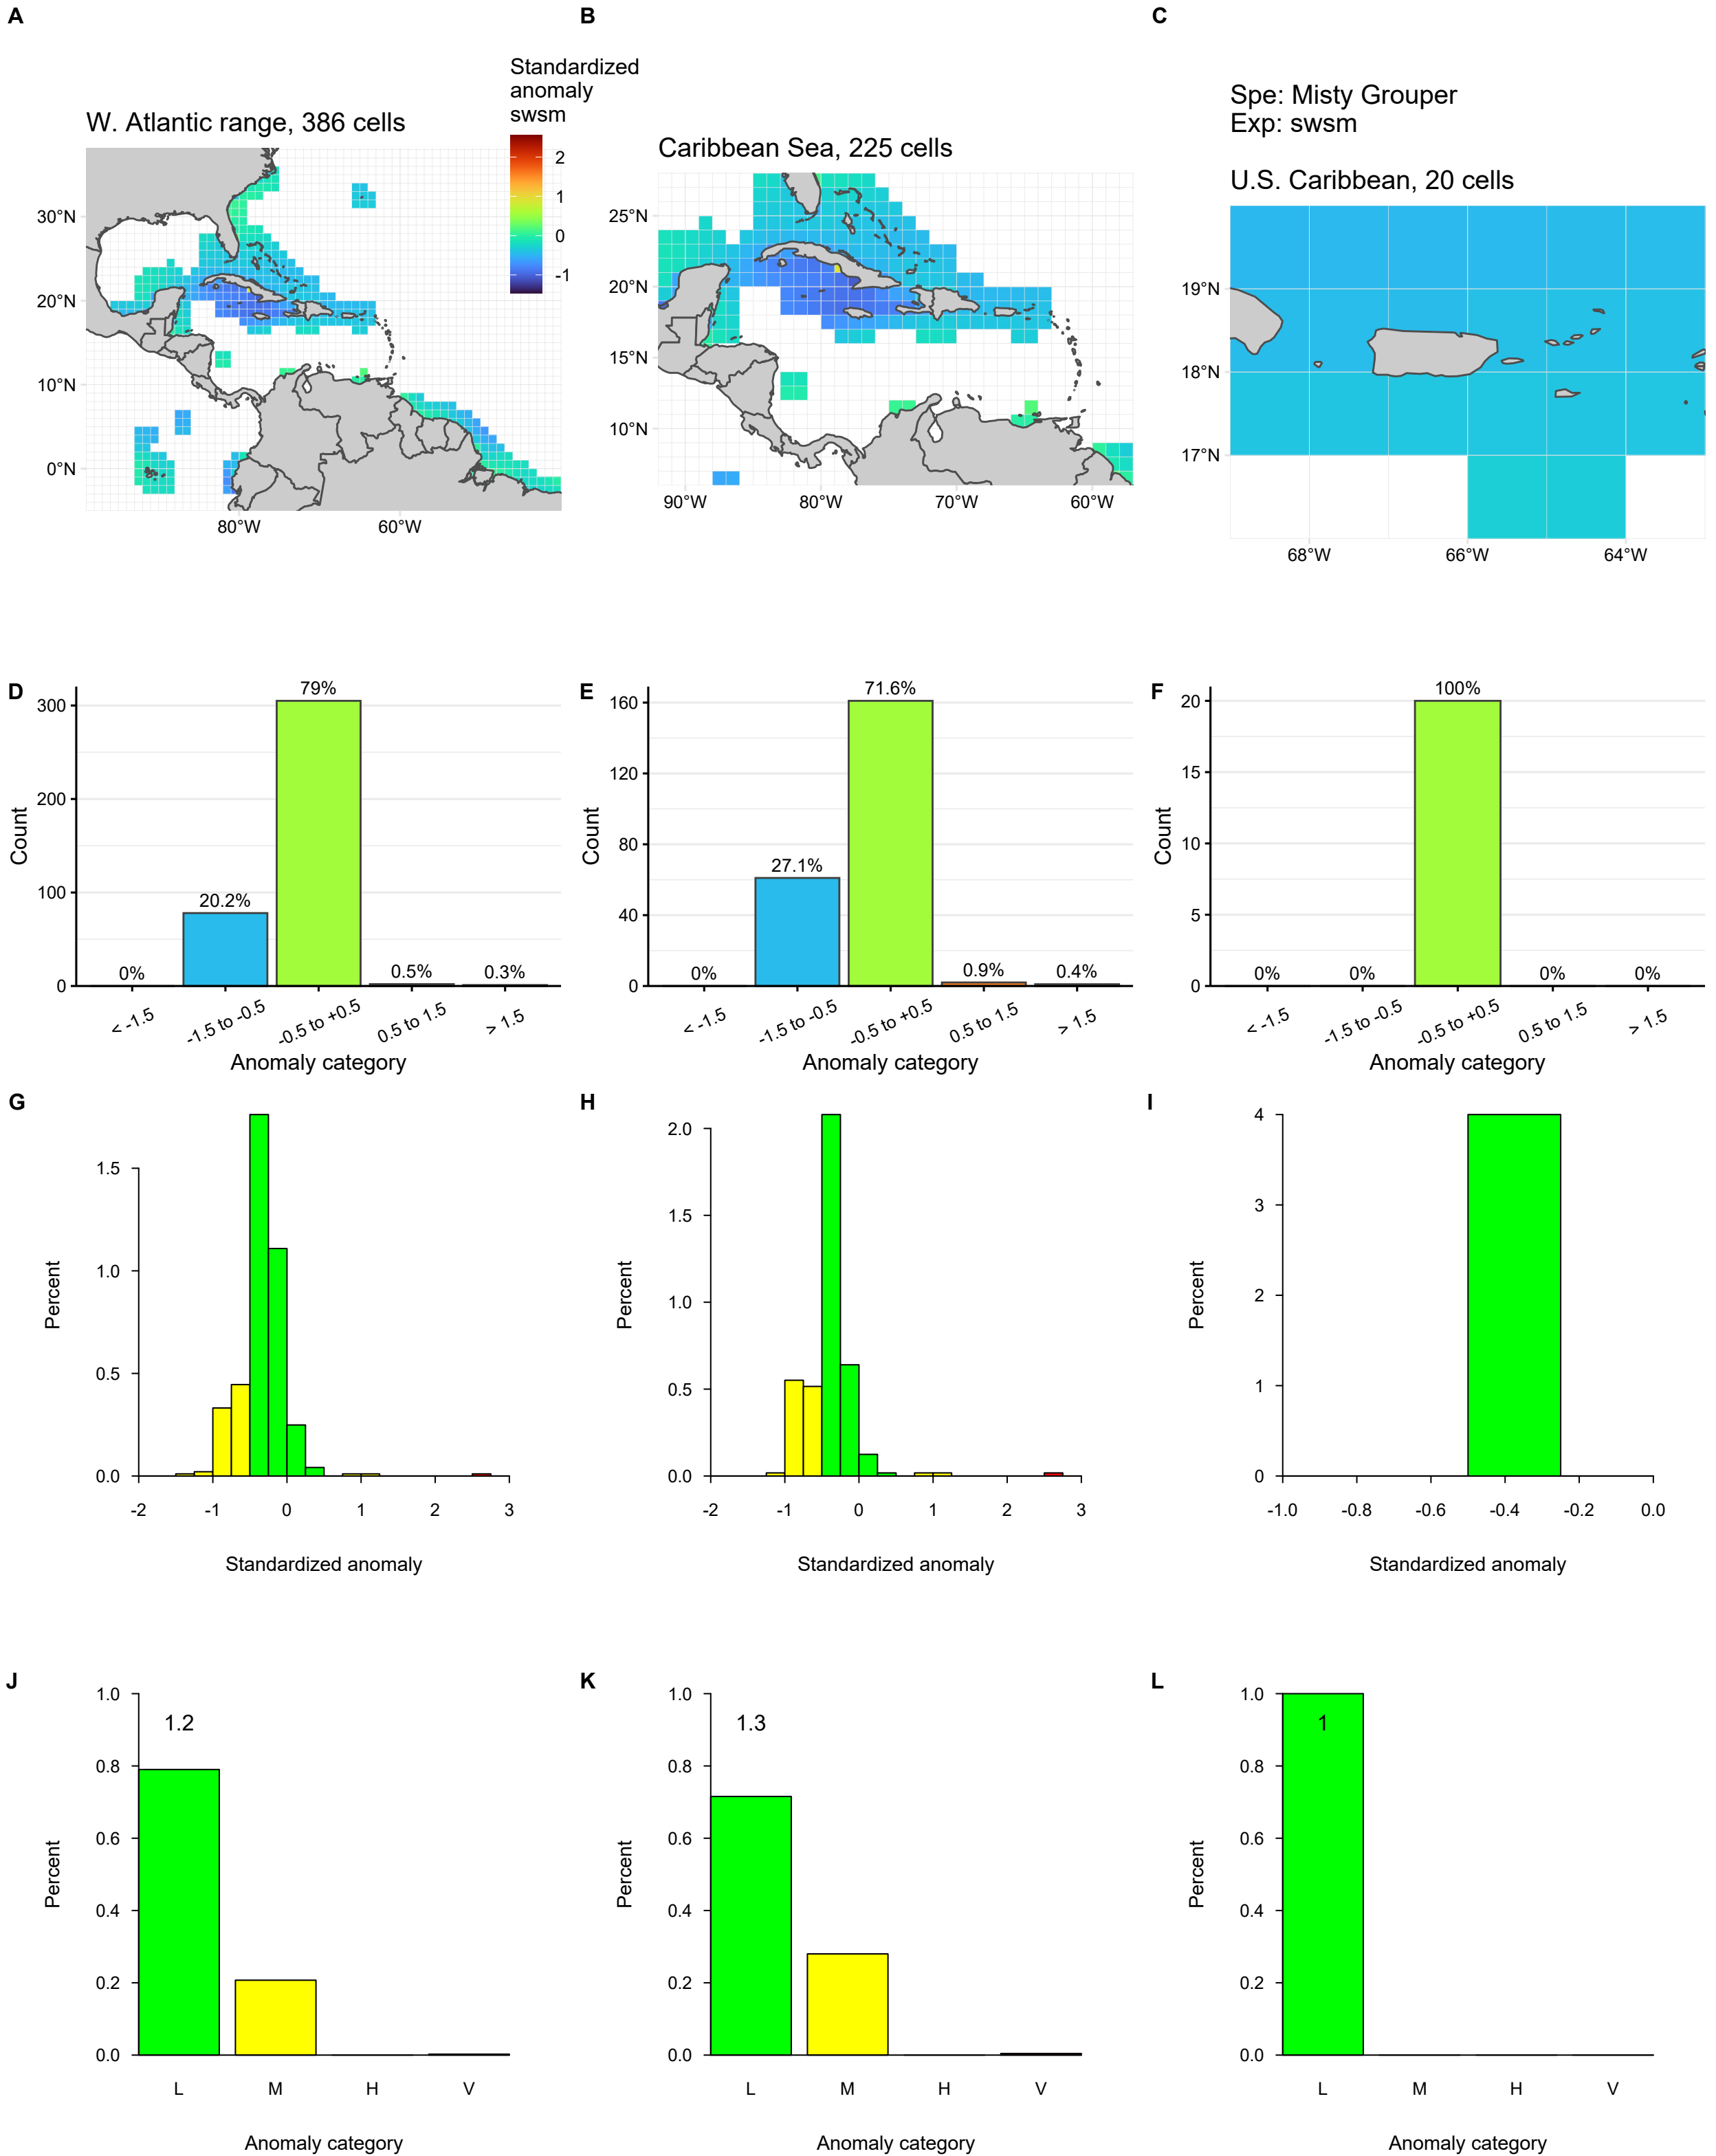 A
B
C
Standardized
anomaly
swsm
W. Atlantic range, 386 cells
2
1
0
-1
30°N
20°N
10°N
0°N
80°W
60°W
Caribbean Sea, 225 cells
25°N
20°N
15°N
10°N
90°W
80°W
70°W
60°W
Spe: Misty Grouper
Exp: swsm
U.S. Caribbean, 20 cells
19°N
18°N
17°N
68°W
66°W
64°W
D
Count
300
200
100
0
0%
20.2%
79%
0.5%
0.3%
< -1.5
-1.5 to -0.5
-0.5 to +0.5
0.5 to 1.5
> 1.5
Anomaly category
E
Count
160
120
80
40
0
0%
27.1%
71.6%
0.9%
0.4%
< -1.5
-1.5 to -0.5
-0.5 to +0.5
0.5 to 1.5
> 1.5
Anomaly category
F
Count
20
15
10
5
0
0%
0%
100%
0%
0%
< -1.5
-1.5 to -0.5
-0.5 to +0.5
0.5 to 1.5
> 1.5
Anomaly category
G
Percent
1.5
1.0
0.5
0.0
-2
-1
0
1
2
3
Standardized anomaly
H
Percent
2.0
1.5
1.0
0.5
0.0
-2
-1
0
1
2
3
Standardized anomaly
I
Percent
4
3
2
1
0
-1.0
-0.8
-0.6
-0.4
-0.2
0.0
Standardized anomaly
J
Percent
1.0
0.8
0.6
0.4
0.2
0.0
1.2
L
M
H
V
Anomaly category
K
Percent
1.0
0.8
0.6
0.4
0.2
0.0
1.3
L
M
H
V
Anomaly category
L
Percent
1.0
0.8
0.6
0.4
0.2
0.0
1
L
M
H
V
Anomaly category